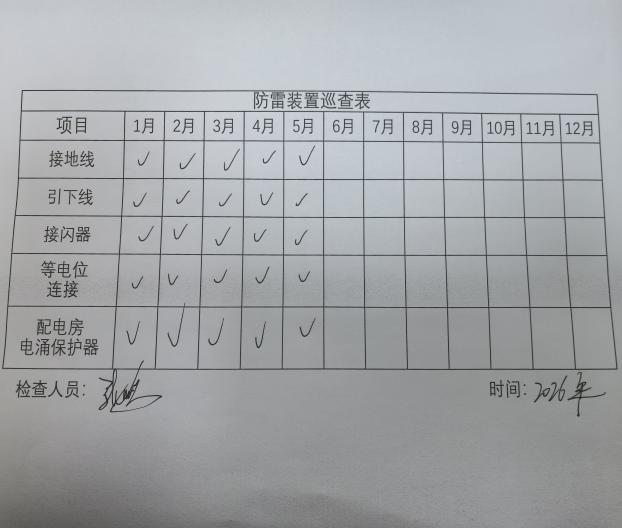 防雷装置巡查表
项目 1月 2月 3月 4月 5月 6月 7月 8月 9月 10月 11月 12月
接地线 ✓ ✓ ✓ ✓ ✓
引下线 ✓ ✓ ✓ ✓ ✓
接闪器 ✓ ✓ ✓ ✓ ✓
等电位
连接 ✓ ✓ ✓ ✓ ✓
配电房
电涌保护器 ✓ ✓ ✓ ✓ ✓
检查人员: 时间: 2026年